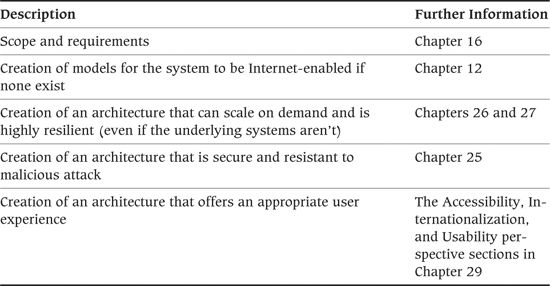 Description Further Information
Scope and requirements Chapter 16
Creation of models for the system to be Internet-enabled if Chapter 12
none exist
Creation of an architecture that can scale on demand and is Chapters 26 and 27
highly resilient (even if the underlying systems aren’t)
Creation of an architecture that is secure and resistant to Chapter 25
malicious attack
Creation of an architecture that offers an appropriate user The Accessibility, In-
experience ternationalization,
and Usability per-
spective sections in
Chapter 29